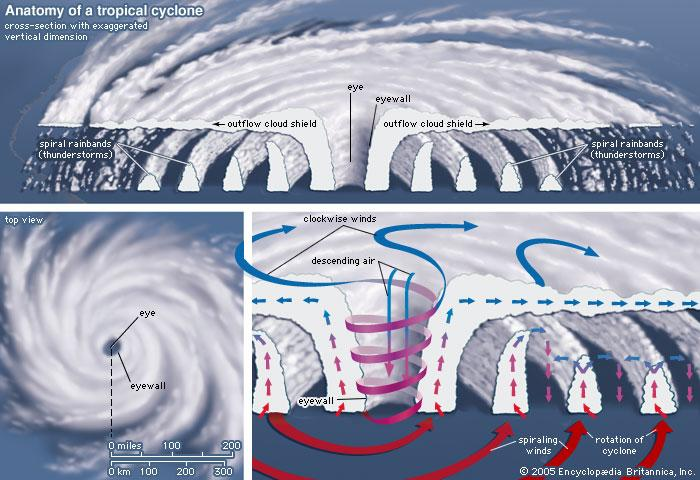 Anatomy of a tropical cyclone
cross-section with exaggerated
vertical dimension
eye
eyewall
outflow cloud shield
outflow cloud shield
spiral rainbands
(thunderstorms)
spiral rainbands
(thunderstorms)
top view
eye
eyewall
0 miles 100 200
0 km 100 200 300
clockwise winds
descending air
eyewall
spiraling
winds
rotation of
cyclone
© 2005 Encyclopædia Britannica, Inc.